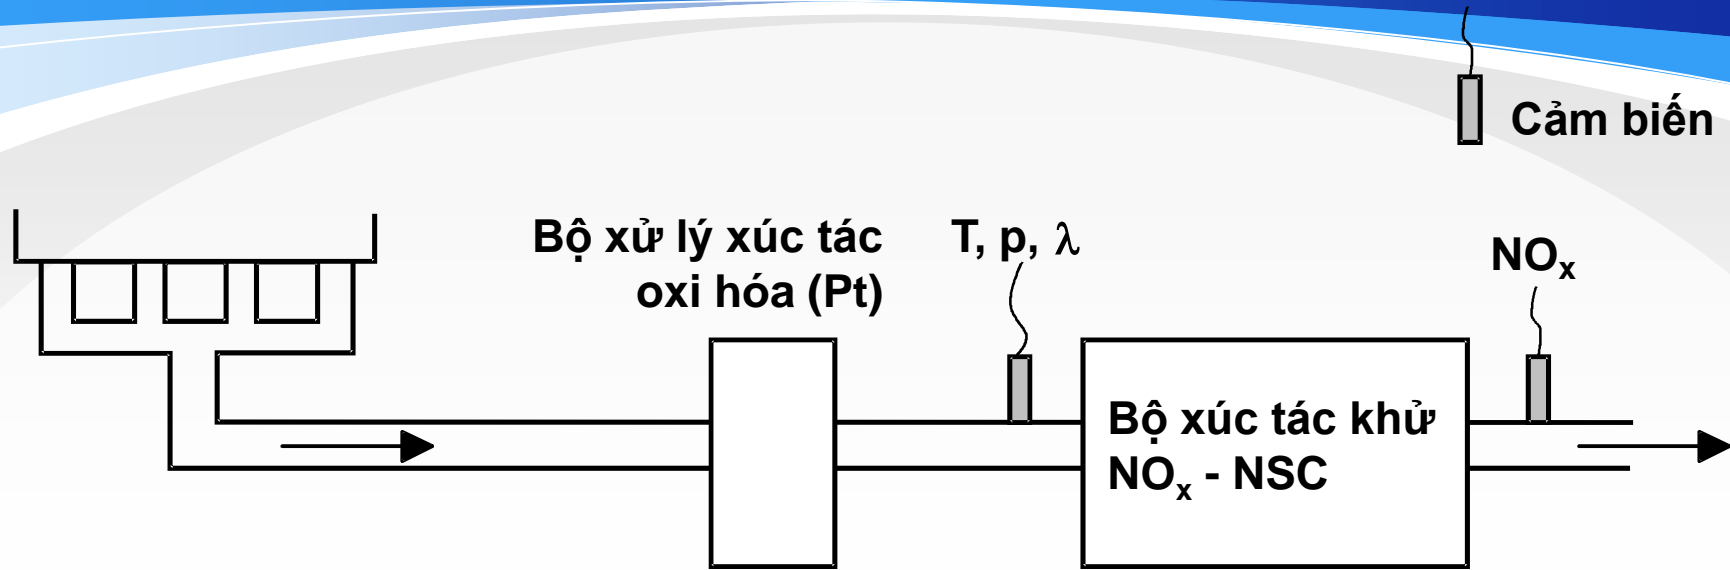 Cảm biến
Bộ xử lý xúc tác
oxi hóa (Pt)
T, p, λ
NOₓ
Bộ xúc tác khử
NOₓ - NSC